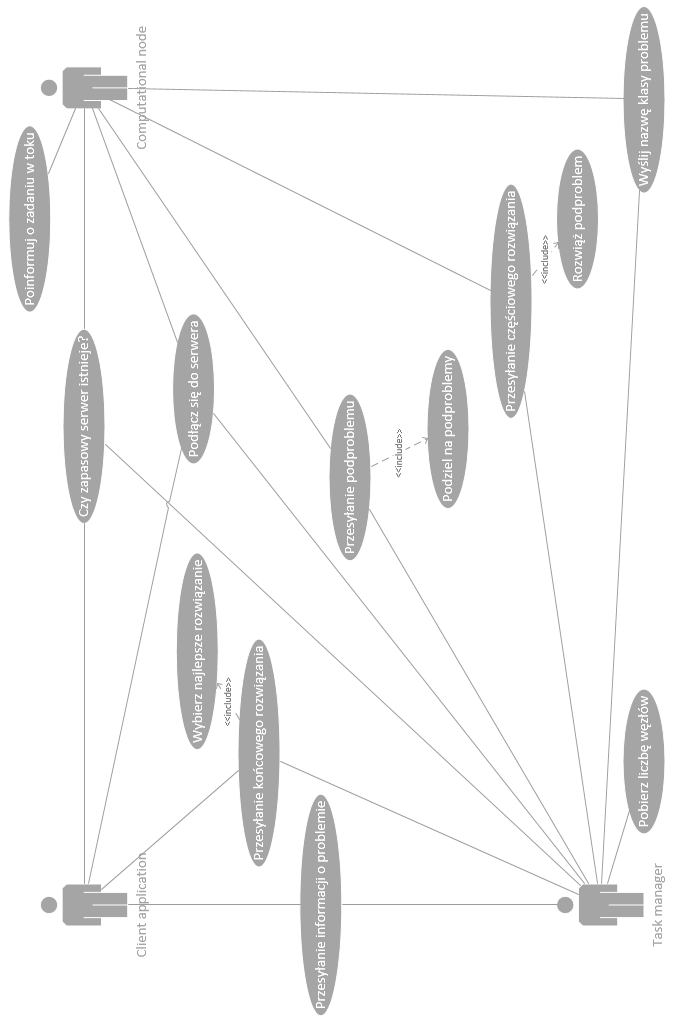 Computational node
Poinformuj o zadaniu w toku
Czy zapasowy serwer istnieje?
Podłącz się do serwera
Przesyłanie podproblemu
<<include>>
Podziel na podproblemy
Przesyłanie częściowego rozwiązania
<<include>>
Rozwiąż podproblem
Wyślij nazwę klasy problemu
Wybierz najlepsze rozwiązanie
<<include>>
Przesyłanie końcowego rozwiązania
Przesyłanie informacji o problemie
Pobierz liczbę węzłów
Client application
Task manager